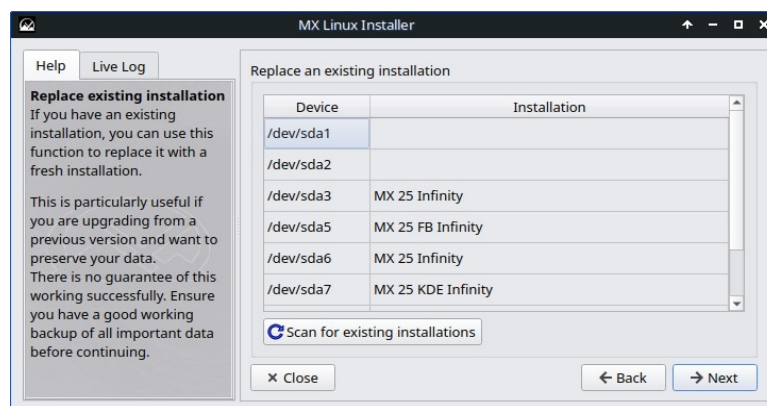 MX Linux Installer
Help
Live Log
Replace existing installation
If you have an existing
installation, you can use this
function to replace it with a
fresh installation.
This is particularly useful if
you are upgrading from a
previous version and want to
preserve your data.
There is no guarantee of this
working successfully. Ensure
you have a good working
backup of all important data
before continuing.
Replace an existing installation
Device Installation
/dev/sda1
/dev/sda2
/dev/sda3 MX 25 Infinity
/dev/sda5 MX 25 FB Infinity
/dev/sda6 MX 25 Infinity
/dev/sda7 MX 25 KDE Infinity
Scan for existing installations
Close
Back
Next